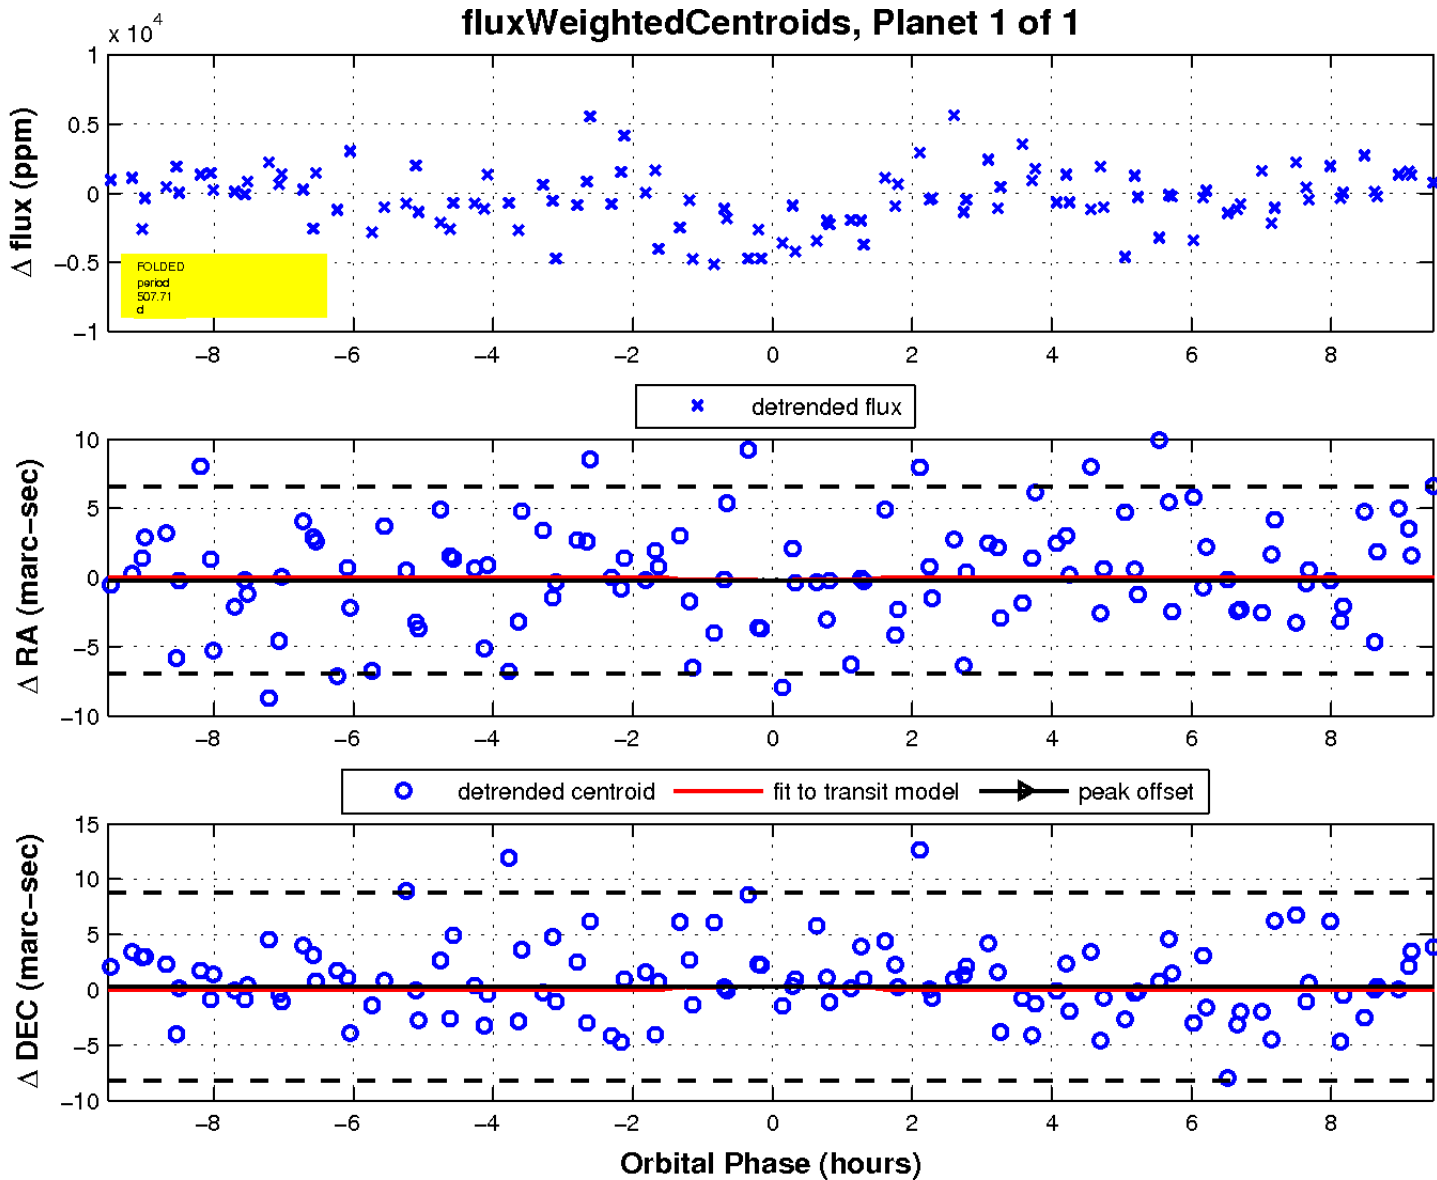 fluxWeightedCentroids, Planet 1 of 1
x 10^4
1
0.5
0
−0.5
−1
Δ flux (ppm)
FOLDED
period
507.71
d
−8 −6 −4 −2 0 2 4 6 8
detrended flux
10
5
0
−5
−10
Δ RA (marc−sec)
−8 −6 −4 −2 0 2 4 6 8
detrended centroid fit to transit model peak offset
15
10
5
0
−5
−10
Δ DEC (marc−sec)
−8 −6 −4 −2 0 2 4 6 8
Orbital Phase (hours)